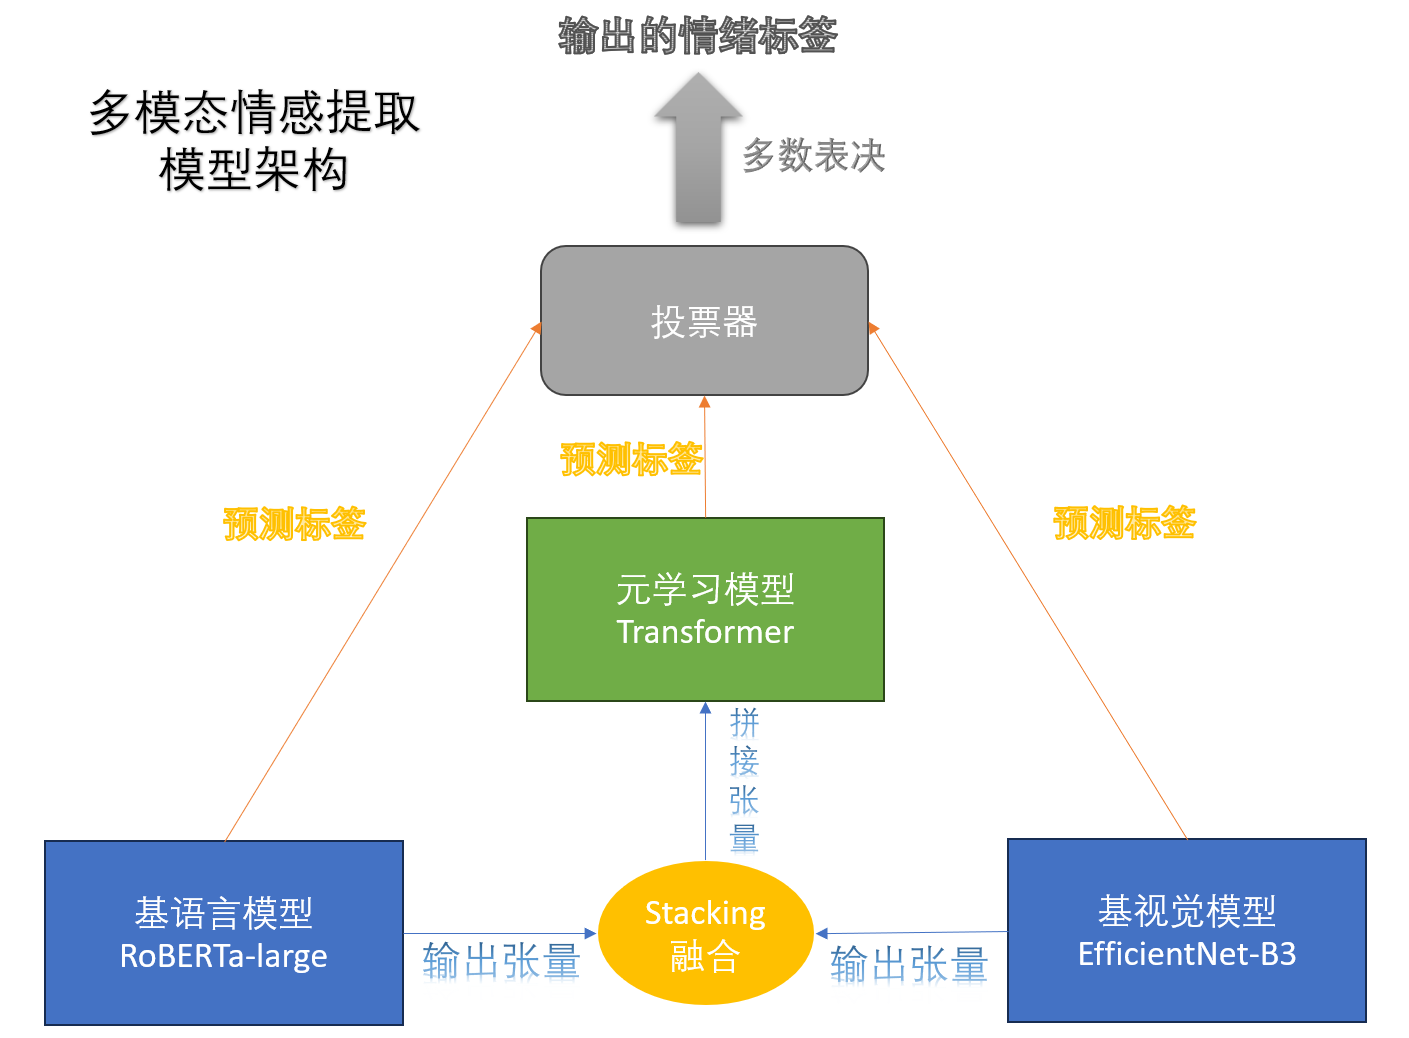 输出的情绪标签
多模态情感提取
模型架构
多数表决
投票器
预测标签
预测标签
预测标签
元学习模型
Transformer
拼
接
张
量
基语言模型
RoBERTa-large
输出张量
Stacking
融合
输出张量
基视觉模型
EfficientNet-B3